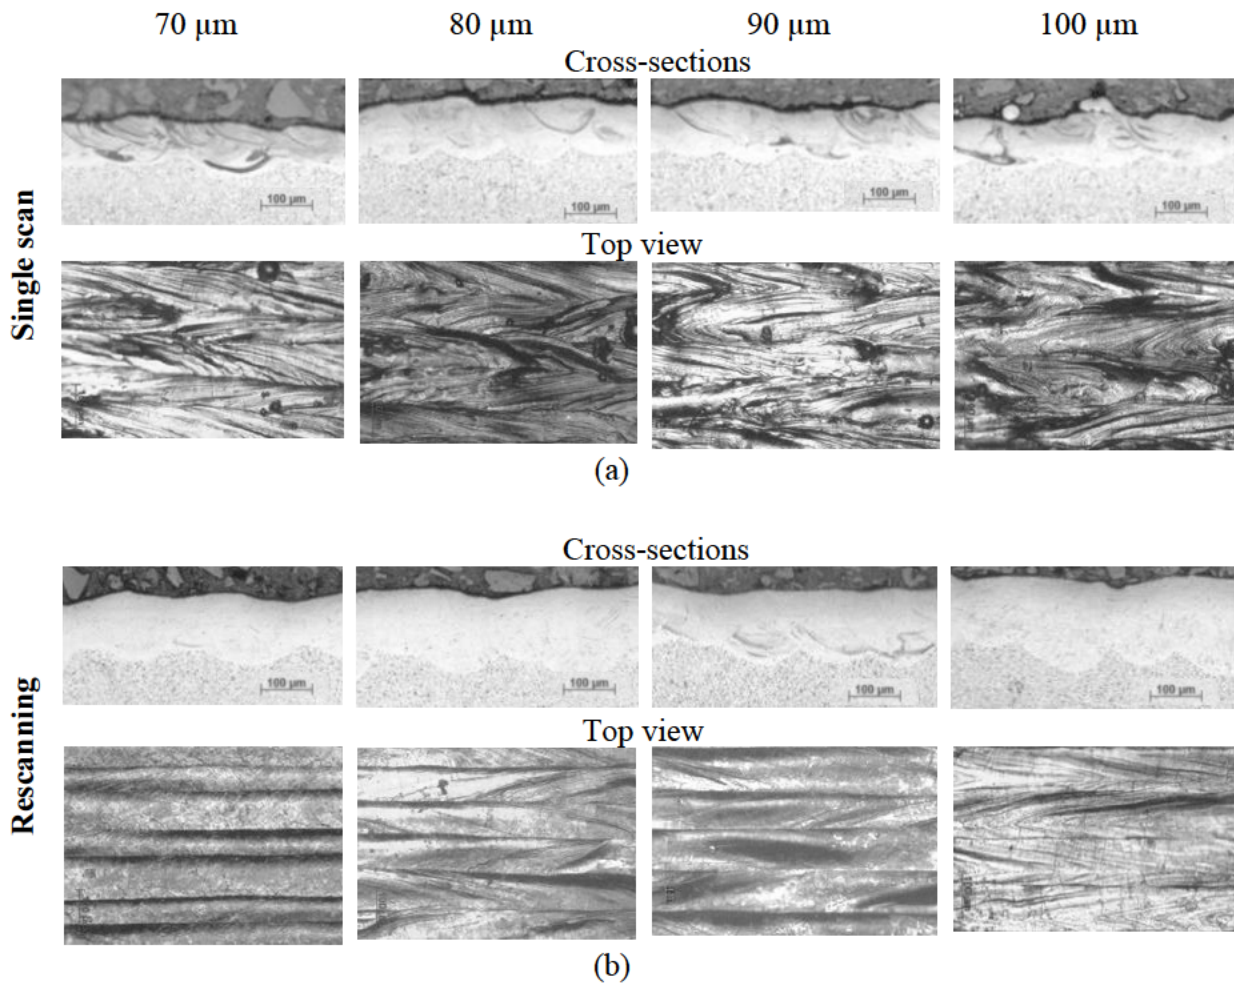 70 μm 80 μm 90 μm 100 μm
Cross-sections
100 μm 100 μm 100 μm 100 μm
Single scan
Top view
(a)
Cross-sections
100 μm 100 μm 100 μm 100 μm
Rescanning
Top view
(b)